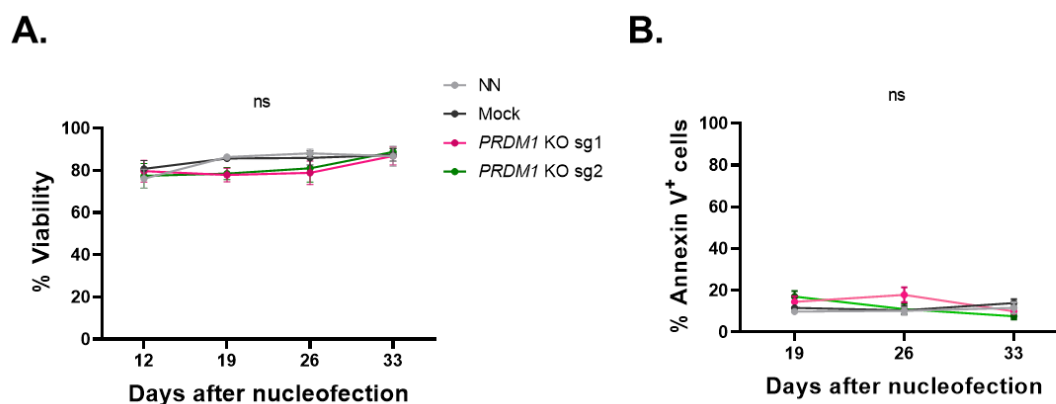 A.
ns
% Viability
100
80
60
40
20
0
12 19 26 33
Days after nucleofection
NN
Mock
PRDM1 KO sg1
PRDM1 KO sg2
B.
ns
% Annexin V⁺ cells
100
80
60
40
20
0
19 26 33
Days after nucleofection